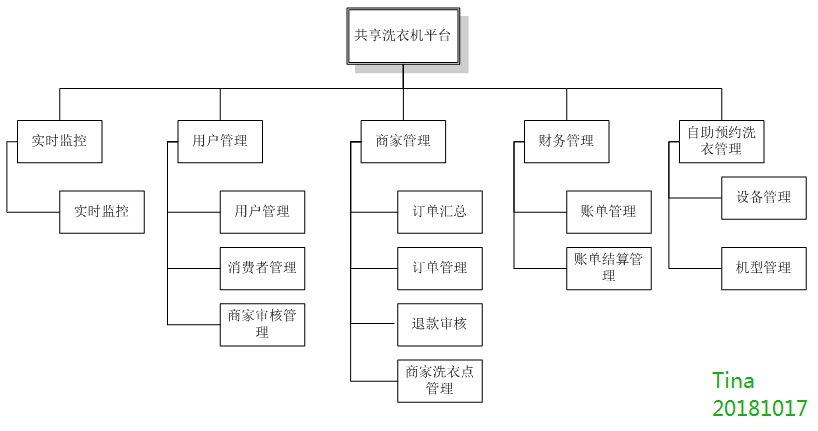 共享洗衣机平台
实时监控
用户管理
商家管理
财务管理
自助预约洗
衣管理
实时监控
用户管理
消费者管理
商家审核管
理
订单汇总
订单管理
退款审核
商家洗衣点
管理
账单管理
账单结算管
理
设备管理
机型管理
Tina
20181017